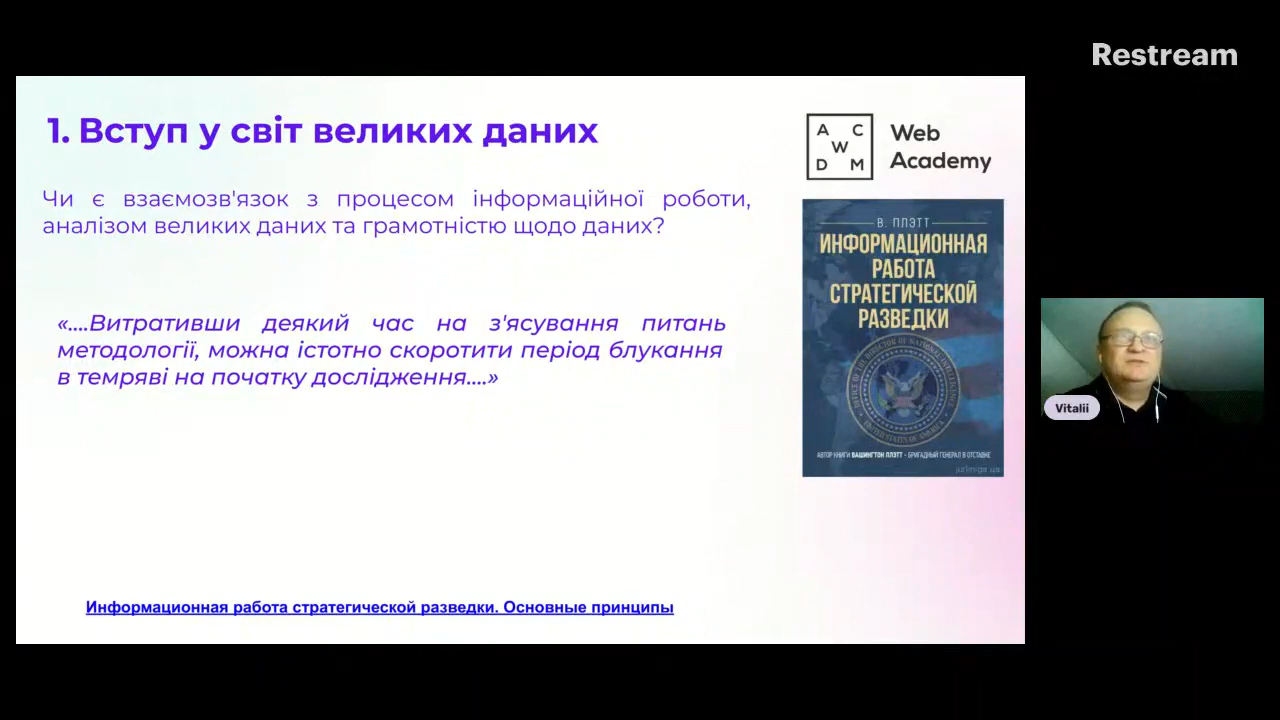 Restream
1. Вступ у світ великих даних
A C
W
D M
Web
Academy
Чи є взаємозв'язок з процесом інформаційної роботи,
аналізом великих даних та грамотністю щодо даних?
В. ПЛЭТТ
ИНФОРМАЦИОННАЯ
РАБОТА
СТРАТЕГИЧЕСКОЙ
РАЗВЕДКИ
«....Витративши деякий час на з'ясування питань
методології, можна істотно скоротити період блукання
в темряві на початку дослідження....»
Vitalii
АВТОР КНИГИ ВАШИНГТОН ПЛЭТТ - БРИГАДНЫЙ ГЕНЕРАЛ В ОТСТАВКЕ
jurkniga.ua
Информационная работа стратегической разведки. Основные принципы